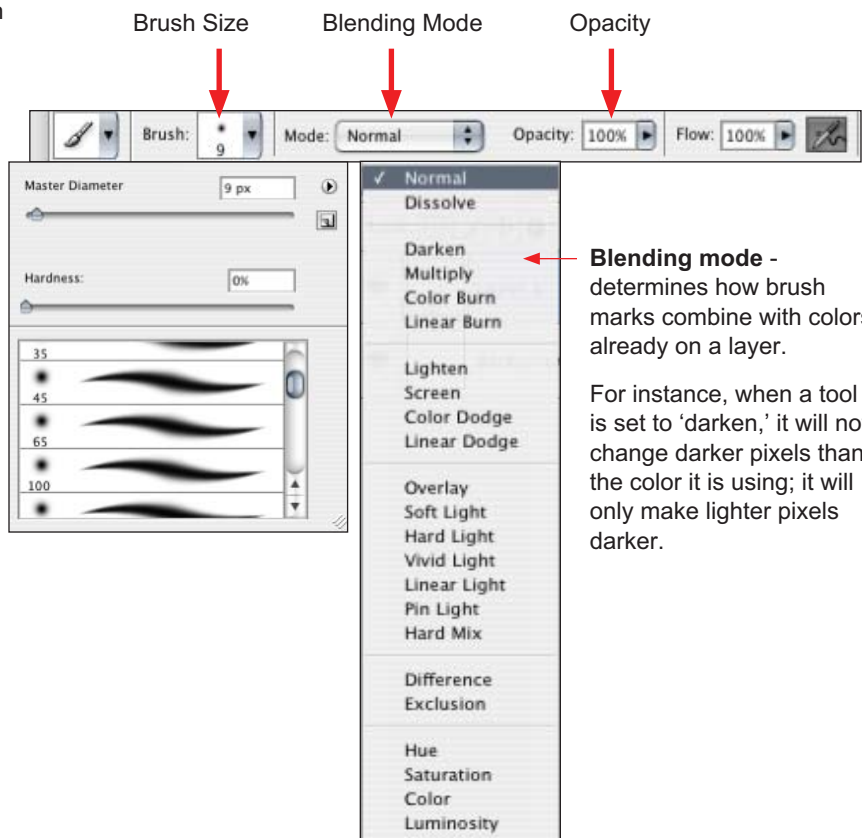 Brush Size Blending Mode Opacity
Brush: 9 Mode: Normal Opacity: 100% Flow: 100%
Master Diameter 9 px
Hardness: 0%
35
45
65
100
✓ Normal
Dissolve
Darken
Multiply
Color Burn
Linear Burn
Lighten
Screen
Color Dodge
Linear Dodge
Overlay
Soft Light
Hard Light
Vivid Light
Linear Light
Pin Light
Hard Mix
Difference
Exclusion
Hue
Saturation
Color
Luminosity
Blending mode -
determines how brush
marks combine with colors
already on a layer.
For instance, when a tool
is set to ‘darken,’ it will no
change darker pixels than
the color it is using; it will
only make lighter pixels
darker.